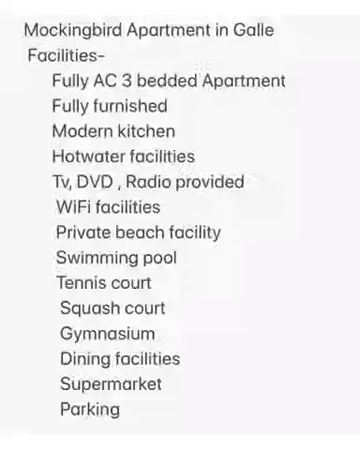 Mockingbird Apartment in Galle
Facilities-
Fully AC 3 bedded Apartment
Fully furnished
Modern kitchen
Hotwater facilities
Tv, DVD , Radio provided
WiFi facilities
Private beach facility
Swimming pool
Tennis court
Squash court
Gymnasium
Dining facilities
Supermarket
Parking